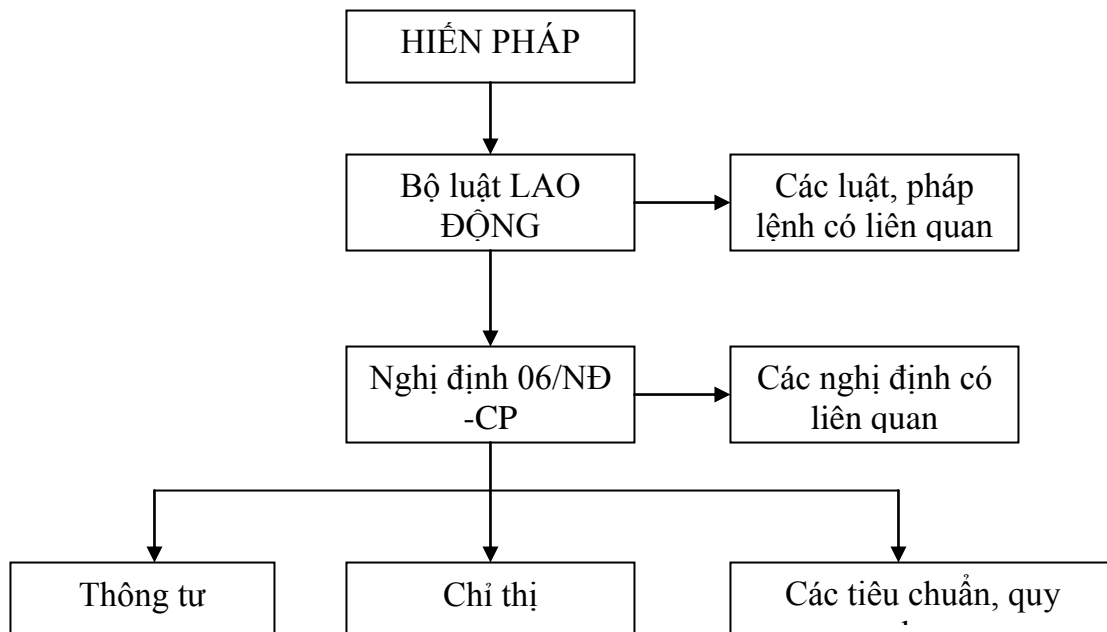 HIẾN PHÁP
Bộ luật LAO
ĐỘNG
Các luật, pháp
lệnh có liên quan
Nghị định 06/NĐ
-CP
Các nghị định có
liên quan
Thông tư
Chỉ thị
Các tiêu chuẩn, quy